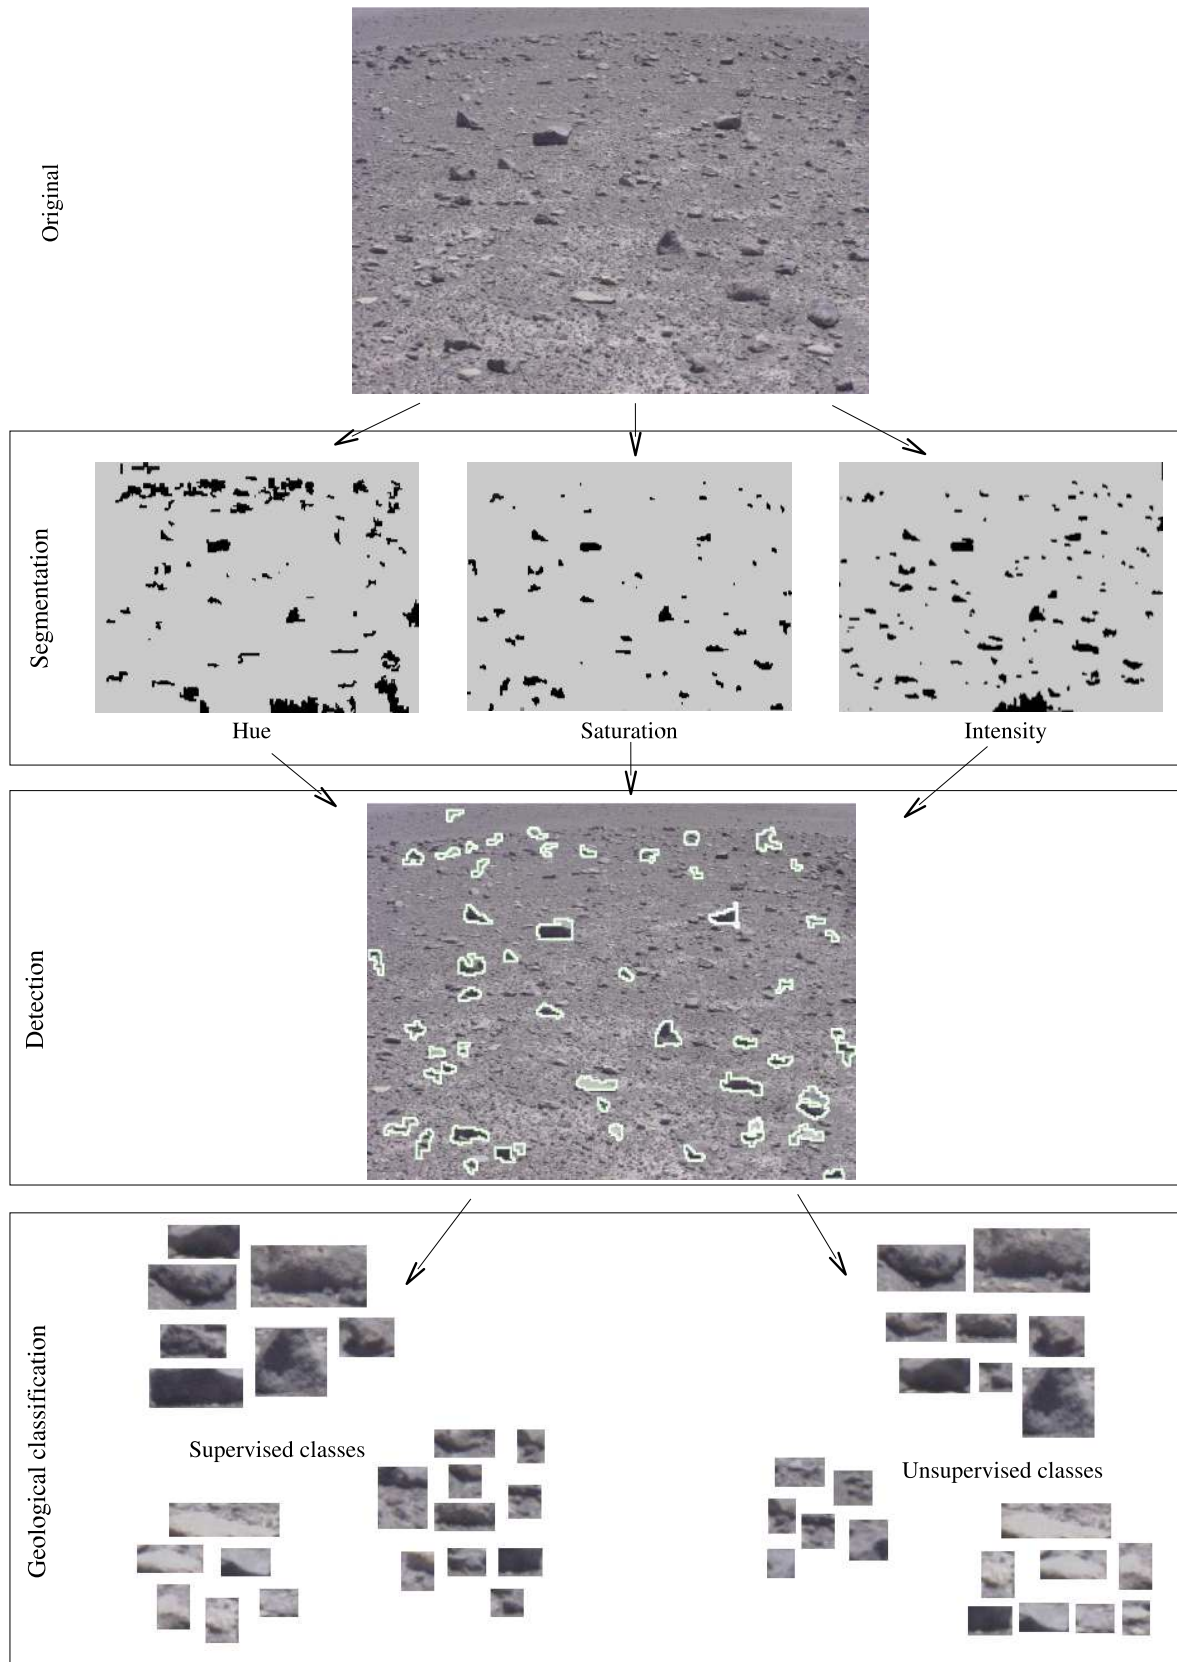 Original
Segmentation
Hue
Saturation
Intensity
Detection
Geological classification
Supervised classes
Unsupervised classes